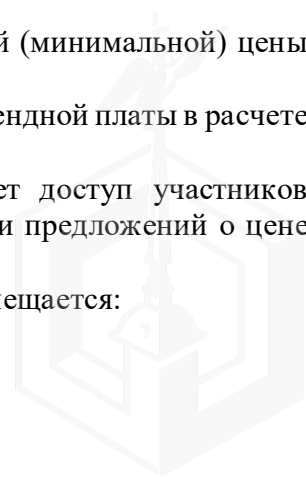 й (минимальной) цены
ендной платы в расчете
ет доступ участников
и предложений о цене
ещается: